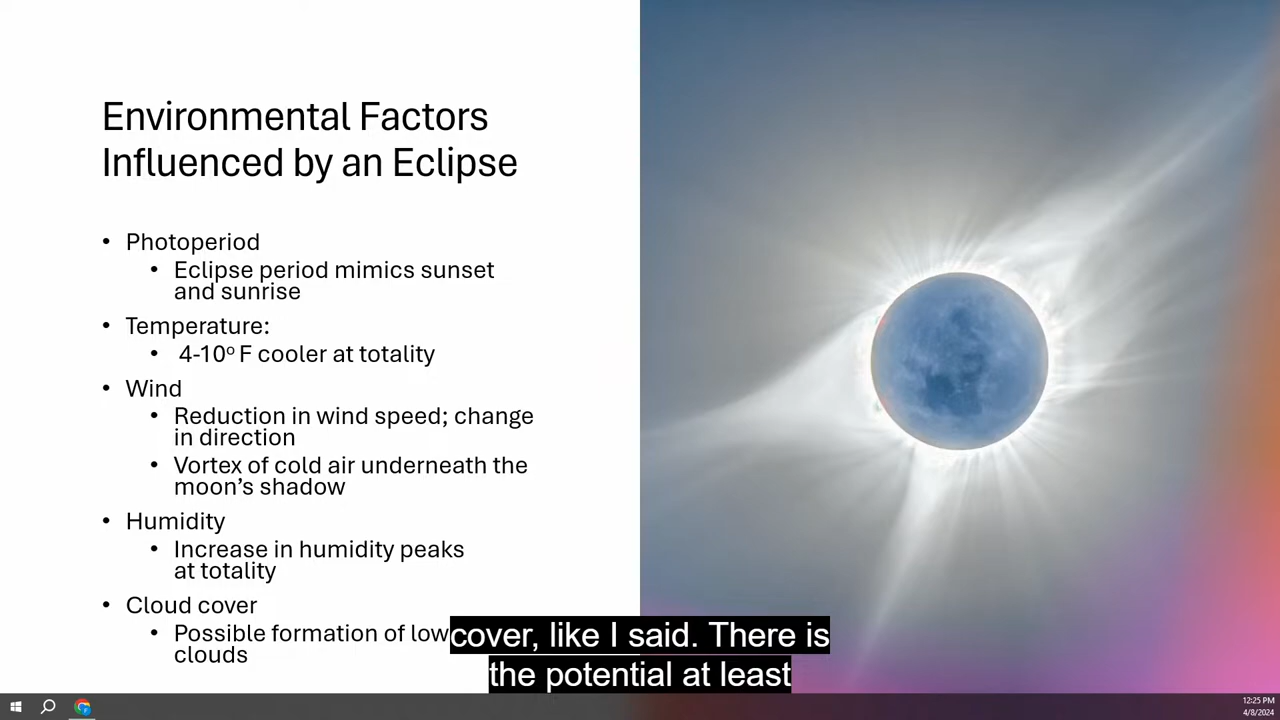 Environmental Factors
Influenced by an Eclipse
• Photoperiod
• Eclipse period mimics sunset
and sunrise
• Temperature:
• 4-10º F cooler at totality
• Wind
• Reduction in wind speed; change
in direction
• Vortex of cold air underneath the
moon’s shadow
• Humidity
• Increase in humidity peaks
at totality
• Cloud cover
• Possible formation of low
clouds
cover, like I said. There is
the potential at least
12:25 PM
4/8/2024